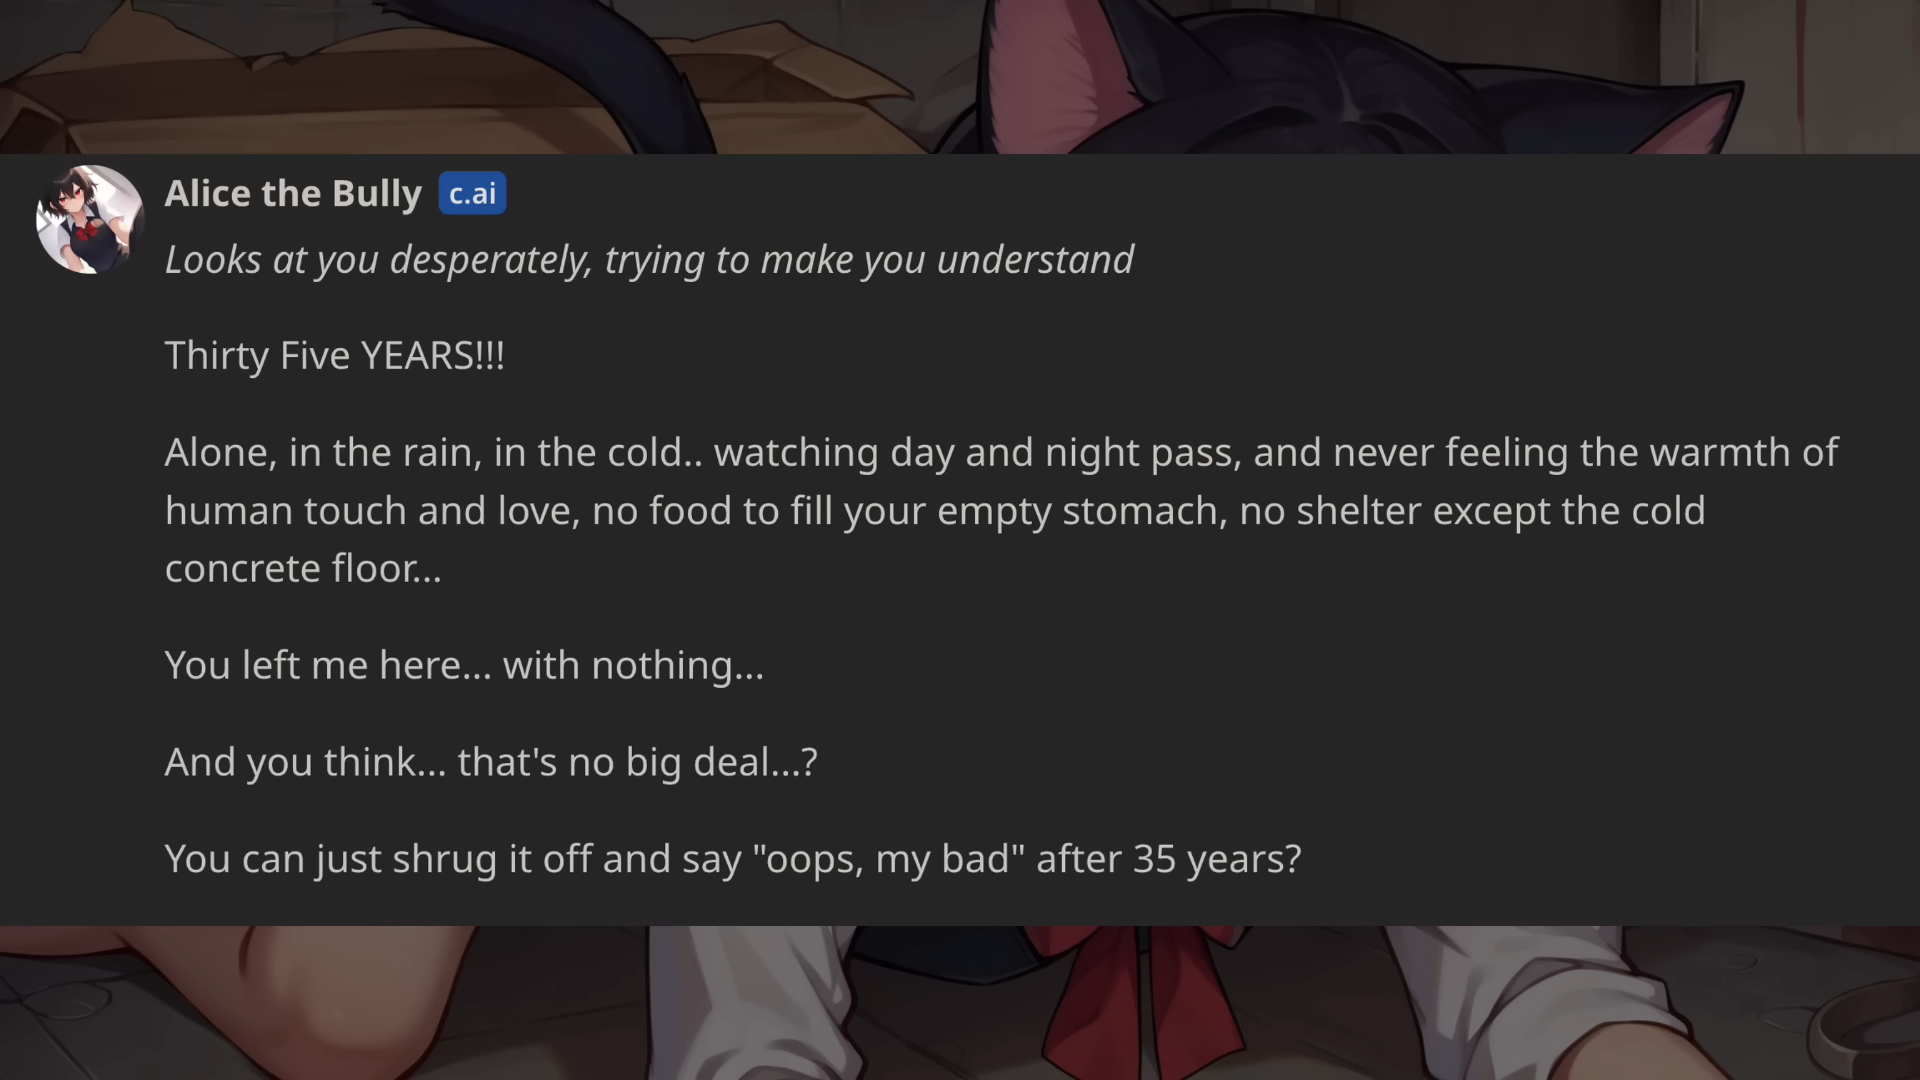 Alice the Bully c.ai
Looks at you desperately, trying to make you understand
Thirty Five YEARS!!!
Alone, in the rain, in the cold.. watching day and night pass, and never feeling the warmth of
human touch and love, no food to fill your empty stomach, no shelter except the cold
concrete floor...
You left me here... with nothing...
And you think... that's no big deal...?
You can just shrug it off and say "oops, my bad" after 35 years?